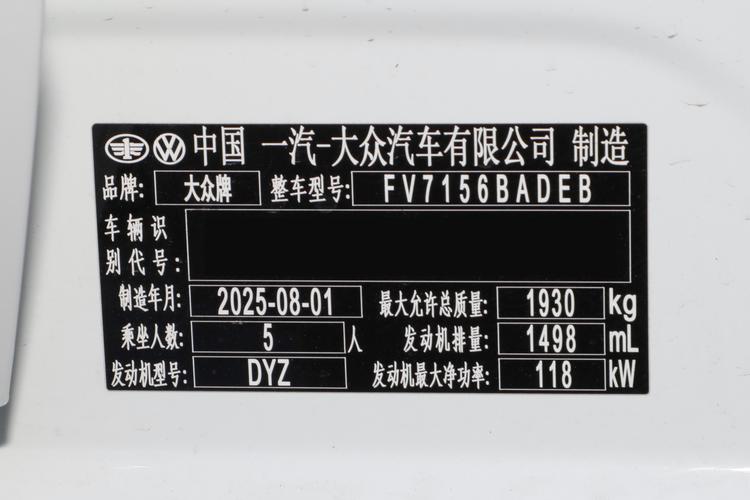 中国 一汽-大众汽车有限公司 制造
品牌: 大众牌 整车型号: FV7156BADEB
车辆识
别代号:
制造年月: 2025-08-01 最大允许总质量: 1930 kg
乘坐人数: 5 人 发动机排量: 1498 mL
发动机型号: DYZ 发动机最大净功率: 118 kW